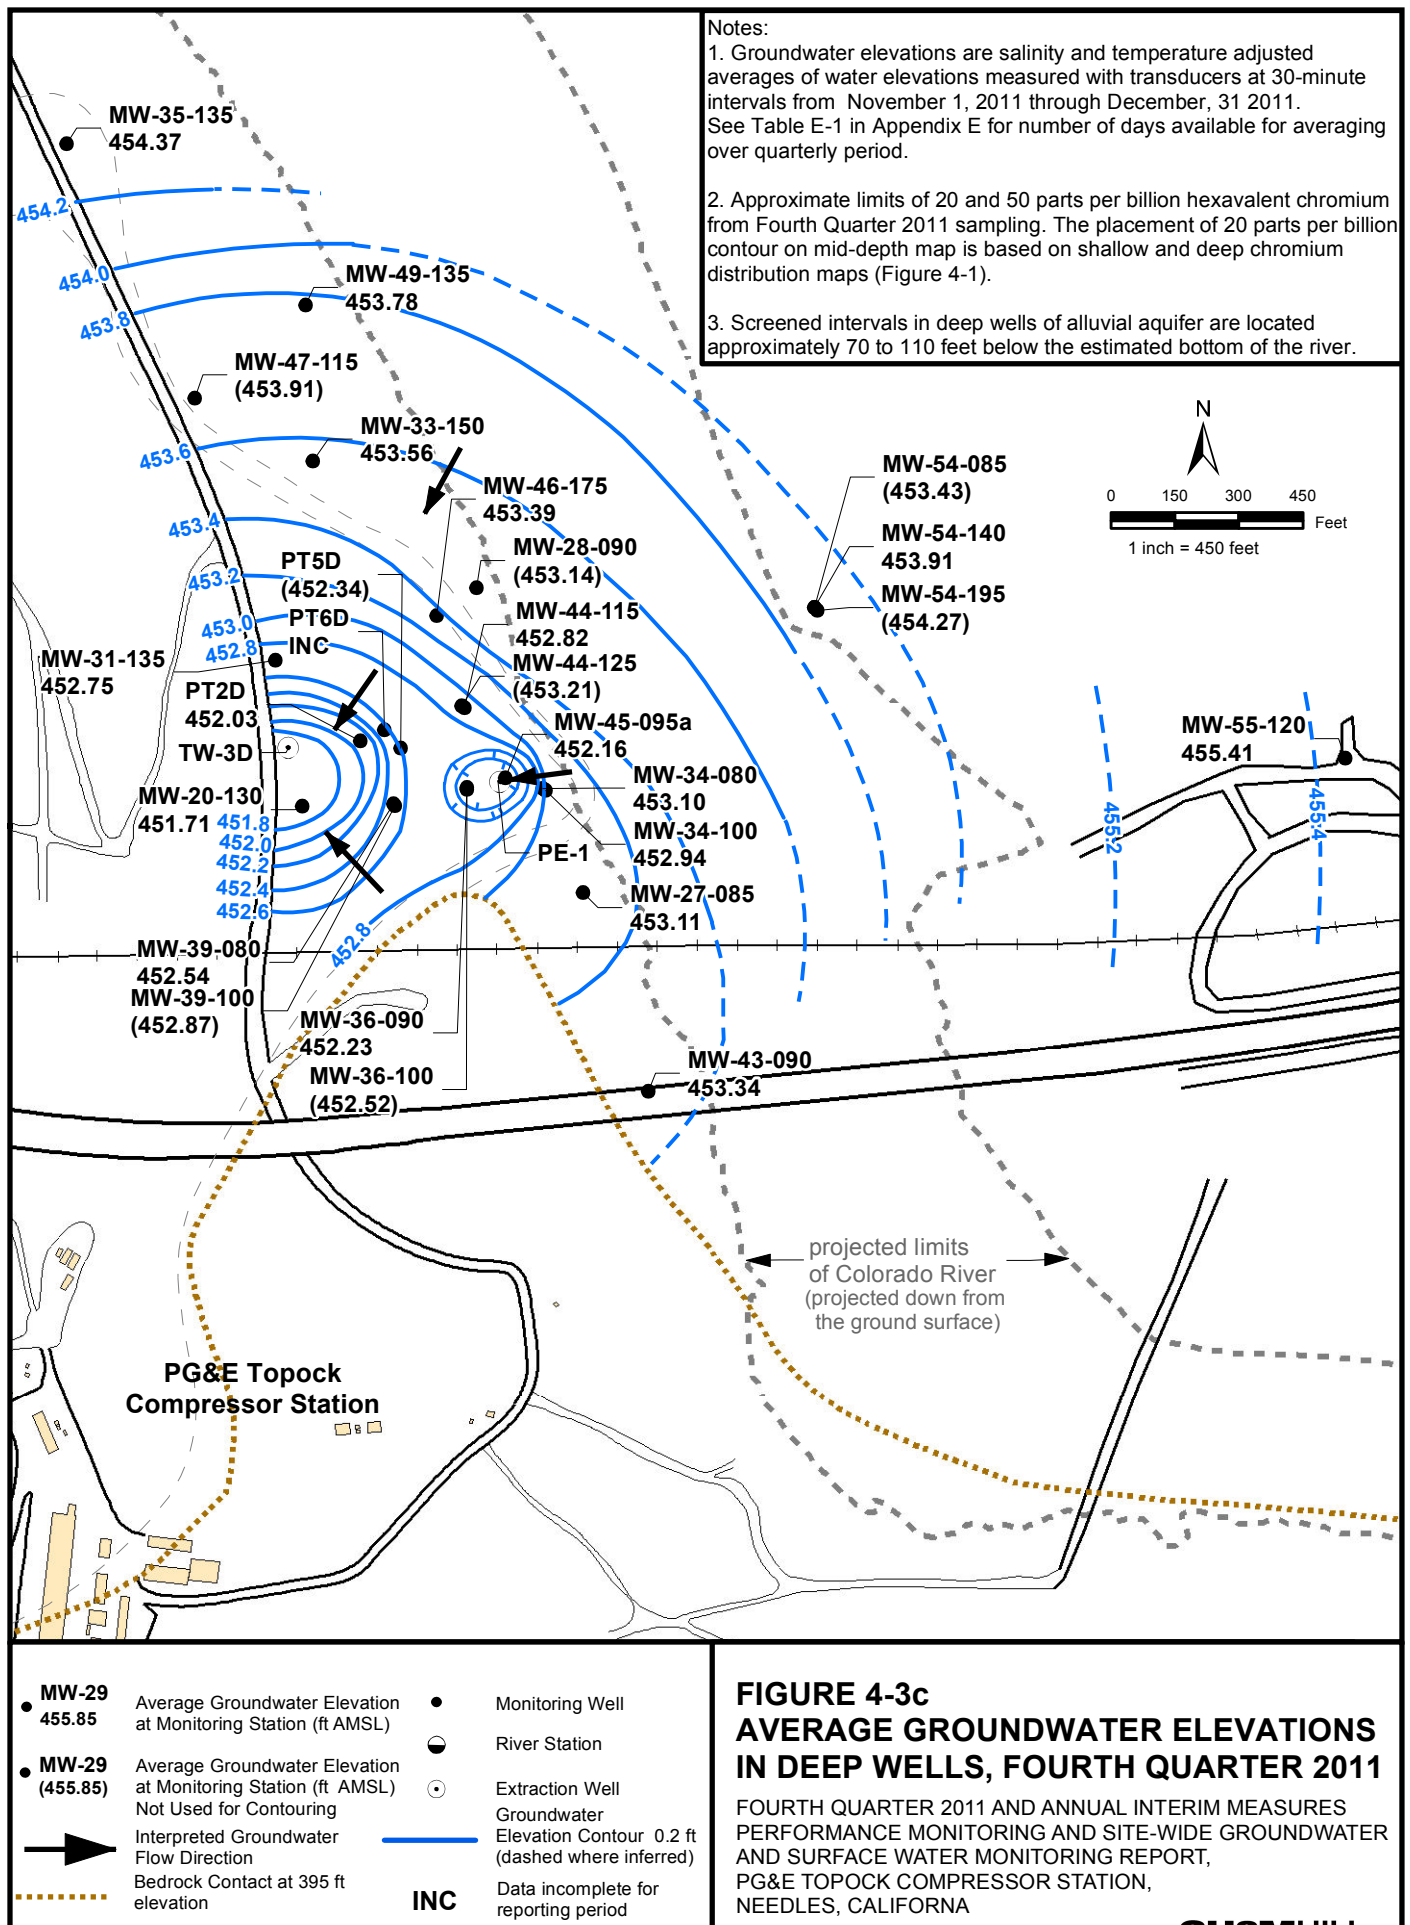 Notes:
1. Groundwater elevations are salinity and temperature adjusted
averages of water elevations measured with transducers at 30-minute
intervals from November 1, 2011 through December, 31 2011.
See Table E-1 in Appendix E for number of days available for averaging
over quarterly period.
2. Approximate limits of 20 and 50 parts per billion hexavalent chromium
from Fourth Quarter 2011 sampling. The placement of 20 parts per billion
contour on mid-depth map is based on shallow and deep chromium
distribution maps (Figure 4-1).
3. Screened intervals in deep wells of alluvial aquifer are located
approximately 70 to 110 feet below the estimated bottom of the river.
MW-35-135
454.37
454.2
454.0
453.8
MW-49-135
453.78
MW-47-115
(453.91)
N
0 150 300 450
Feet
1 inch = 450 feet
MW-33-150
453.56
453.6
MW-54-085
(453.43)
MW-46-175
453.39
453.4
MW-54-140
453.91
MW-28-090
(453.14)
PT5D
(452.34)
453.2
MW-54-195
(454.27)
MW-44-115
452.82
PT6D
INC
453.0
452.8
MW-31-135
452.75
MW-44-125
(453.21)
PT2D
452.03
MW-45-095a
452.16
MW-55-120
455.41
TW-3D
MW-34-080
453.10
MW-20-130
451.71
451.8
452.0
452.2
452.4
452.6
452.8
455.2
455.4
MW-34-100
452.94
PE-1
MW-27-085
453.11
MW-39-080
452.54
MW-39-100
(452.87)
MW-36-090
452.23
MW-36-100
(452.52)
MW-43-090
453.34
projected limits
of Colorado River
(projected down from
the ground surface)
PG&E Topock
Compressor Station
MW-29
455.85
Average Groundwater Elevation
at Monitoring Station (ft AMSL)
MW-29
(455.85)
Average Groundwater Elevation
at Monitoring Station (ft AMSL)
Not Used for Contouring
Interpreted Groundwater
Flow Direction
Bedrock Contact at 395 ft
elevation
Monitoring Well
River Station
Extraction Well
Groundwater
Elevation Contour 0.2 ft
(dashed where inferred)
INC
Data incomplete for
reporting period
FIGURE 4-3c
AVERAGE GROUNDWATER ELEVATIONS
IN DEEP WELLS, FOURTH QUARTER 2011
FOURTH QUARTER 2011 AND ANNUAL INTERIM MEASURES
PERFORMANCE MONITORING AND SITE-WIDE GROUNDWATER
AND SURFACE WATER MONITORING REPORT,
PG&E TOPOCK COMPRESSOR STATION,
NEEDLES, CALIFORNA